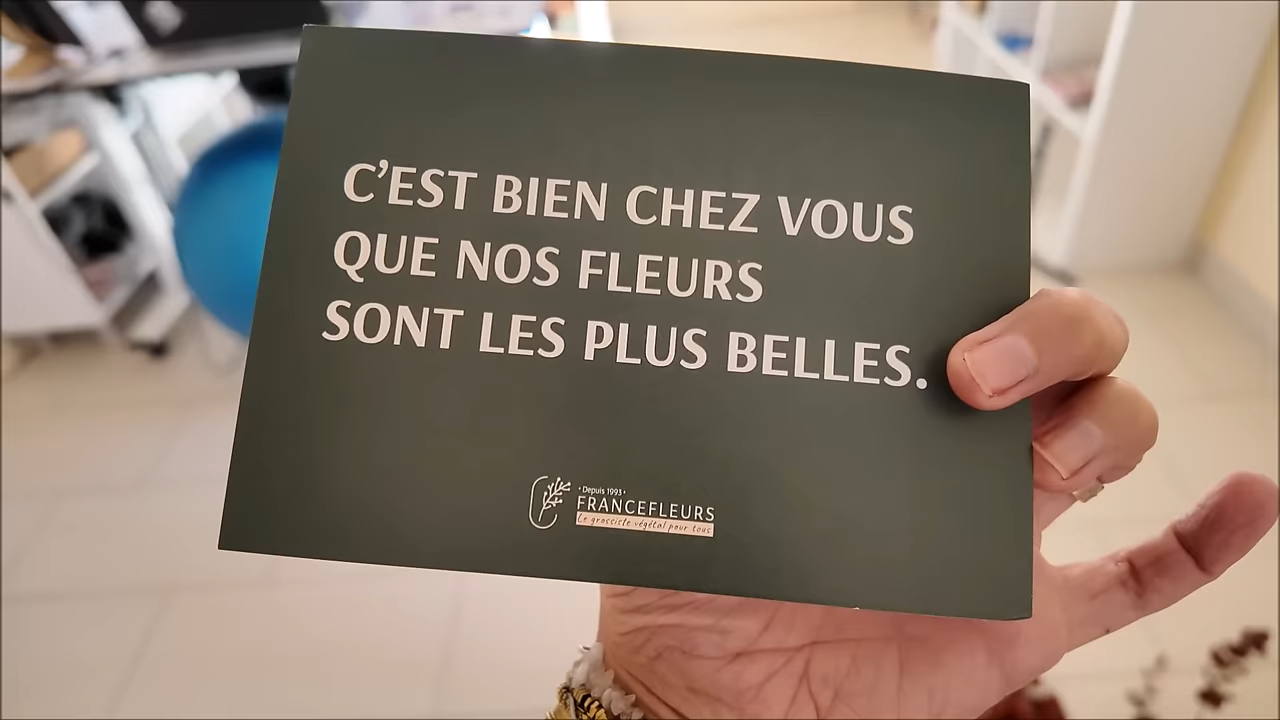 C'EST BIEN CHEZ VOUS
QUE NOS FLEURS
SONT LES PLUS BELLES.
• Depuis 1993 •
FRANCEFLEURS
Le grossiste végétal pour tous